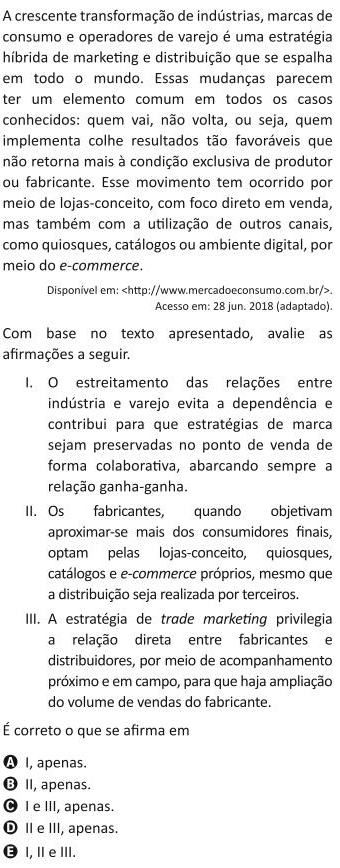 A crescente transformação de indústrias, marcas de
consumo e operadores de varejo é uma estratégia
híbrida de marketing e distribuição que se espalha
em todo o mundo. Essas mudanças parecem
ter um elemento comum em todos os casos
conhecidos: quem vai, não volta, ou seja, quem
implementa colhe resultados tão favoráveis que
não retorna mais à condição exclusiva de produtor
ou fabricante. Esse movimento tem ocorrido por
meio de lojas-conceito, com foco direto em venda,
mas também com a utilização de outros canais,
como quiosques, catálogos ou ambiente digital, por
meio do e-commerce.
Disponível em: <http://www.mercadoeconsumo.com.br/>.
Acesso em: 28 jun. 2018 (adaptado).
Com base no texto apresentado, avalie as
afirmações a seguir.
I. O estreitamento das relações entre
indústria e varejo evita a dependência e
contribui para que estratégias de marca
sejam preservadas no ponto de venda de
forma colaborativa, abarcando sempre a
relação ganha-ganha.
II. Os fabricantes, quando objetivam
aproximar-se mais dos consumidores finais,
optam pelas lojas-conceito, quiosques,
catálogos e e-commerce próprios, mesmo que
a distribuição seja realizada por terceiros.
III. A estratégia de trade marketing privilegia
a relação direta entre fabricantes e
distribuidores, por meio de acompanhamento
próximo e em campo, para que haja ampliação
do volume de vendas do fabricante.
É correto o que se afirma em
A I, apenas.
B II, apenas.
C I e III, apenas.
D II e III, apenas.
E I, II e III.